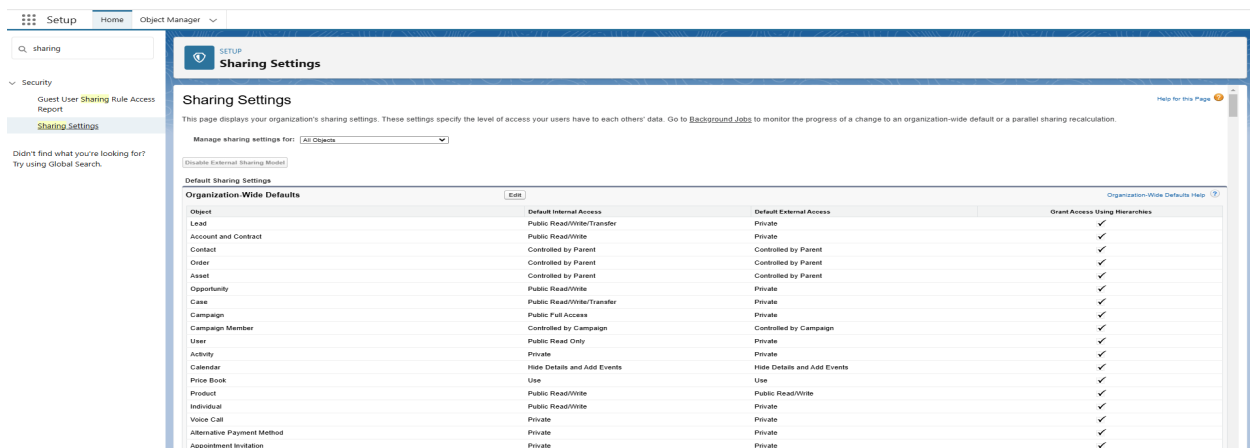 Setup Home Object Manager
sharing
Security
Guest User Sharing Rule Access
Report
Sharing Settings
Didn't find what you're looking for?
Try using Global Search.
SETUP
Sharing Settings
Sharing Settings
Help for this Page
This page displays your organization's sharing settings. These settings specify the level of access your users have to each others' data. Go to Background Jobs to monitor the progress of a change to an organization-wide default or a parallel sharing recalculation.
Manage sharing settings for: All Objects
Disable External Sharing Model
Default Sharing Settings
Organization-Wide Defaults Edit Organization-Wide Defaults Help ?
Object Default Internal Access Default External Access Grant Access Using Hierarchies
Lead Public Read/Write/Transfer Private ✓
Account and Contract Public Read/Write Private ✓
Contact Controlled by Parent Controlled by Parent ✓
Order Controlled by Parent Controlled by Parent ✓
Asset Controlled by Parent Controlled by Parent ✓
Opportunity Public Read/Write Private ✓
Case Public Read/Write/Transfer Private ✓
Campaign Public Full Access Private ✓
Campaign Member Controlled by Campaign Controlled by Campaign ✓
User Public Read Only Private ✓
Activity Private Private ✓
Calendar Hide Details and Add Events Hide Details and Add Events ✓
Price Book Use Use ✓
Product Public Read/Write Public Read/Write ✓
Individual Public Read/Write Private ✓
Voice Call Private Private ✓
Alternative Payment Method Private Private ✓
Appointment Invitation Private Private ✓